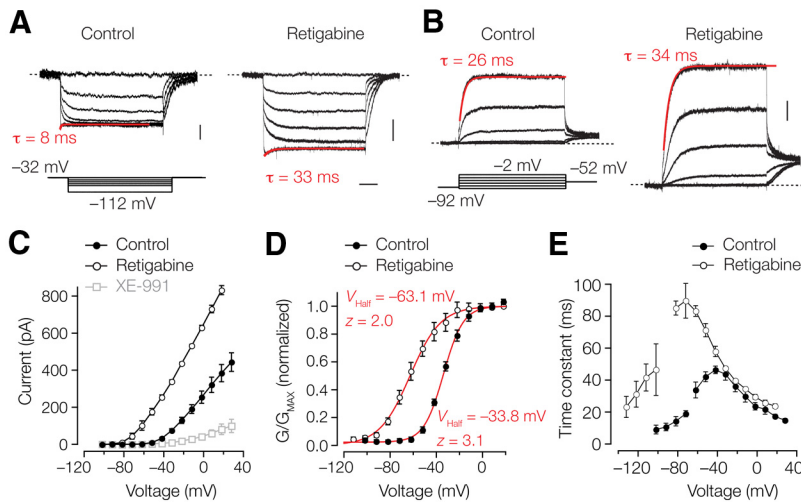 A
Control
Retigabine
τ = 8 ms
τ = 33 ms
−32 mV
−112 mV
B
Control
Retigabine
τ = 26 ms
τ = 34 ms
−2 mV
−52 mV
−92 mV
C
Control
Retigabine
XE-991
Current (pA)
800
600
400
200
0
−120 −80 −40 0 40
Voltage (mV)
D
Control
Retigabine
VHalf = −63.1 mV
z = 2.0
VHalf = −33.8 mV
z = 3.1
G/GMAX (normalized)
1.0
0.8
0.6
0.4
0.2
0.0
−120 −80 −40 0
Voltage (mV)
E
Control
Retigabine
Time constant (ms)
100
80
60
40
20
0
−120 −80 −40 0 40
Voltage (mV)